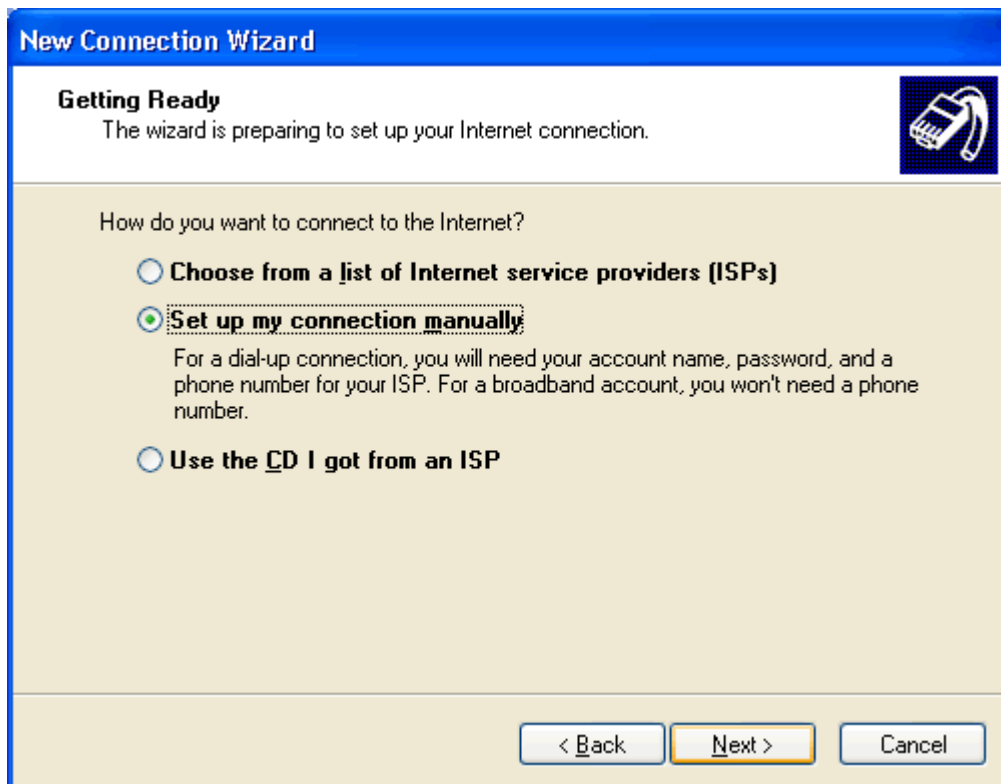 New Connection Wizard
Getting Ready
The wizard is preparing to set up your Internet connection.
How do you want to connect to the Internet?
Choose from a list of Internet service providers (ISPs)
Set up my connection manually
For a dial-up connection, you will need your account name, password, and a
phone number for your ISP. For a broadband account, you won't need a phone
number.
Use the CD I got from an ISP
< Back Next > Cancel